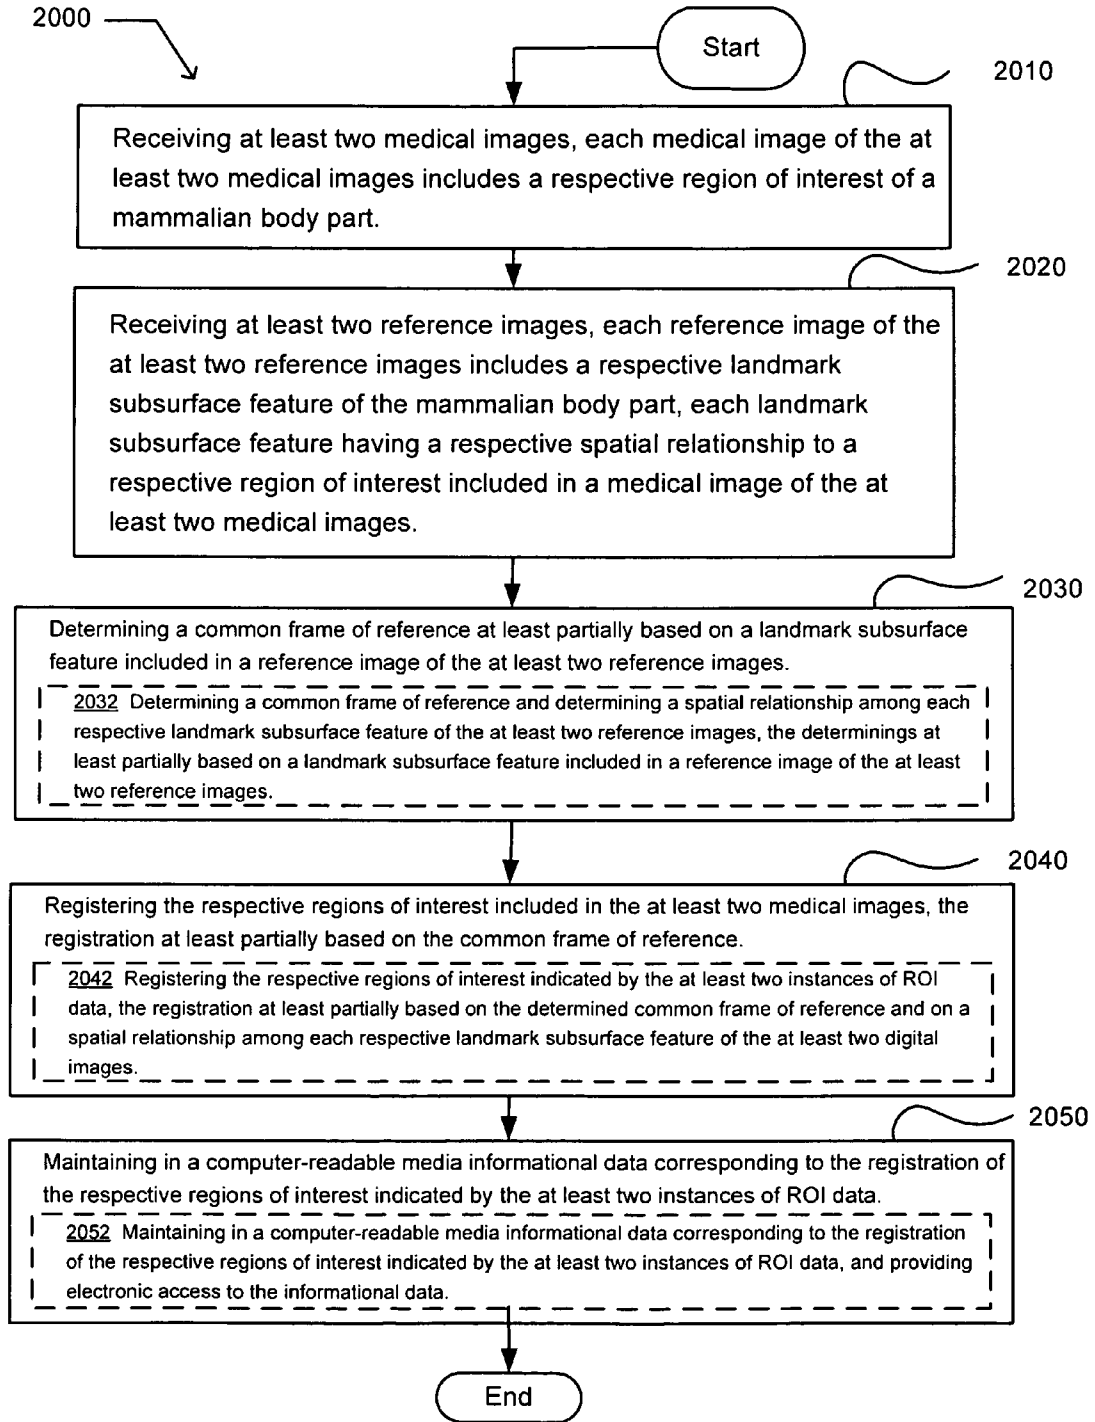 2000
Start
2010
Receiving at least two medical images, each medical image of the at
least two medical images includes a respective region of interest of a
mammalian body part.
2020
Receiving at least two reference images, each reference image of the
at least two reference images includes a respective landmark
subsurface feature of the mammalian body part, each landmark
subsurface feature having a respective spatial relationship to a
respective region of interest included in a medical image of the at
least two medical images.
2030
Determining a common frame of reference at least partially based on a landmark subsurface
feature included in a reference image of the at least two reference images.
2032 Determining a common frame of reference and determining a spatial relationship among each
respective landmark subsurface feature of the at least two reference images, the determinings at
least partially based on a landmark subsurface feature included in a reference image of the at least
two reference images.
2040
Registering the respective regions of interest included in the at least two medical images, the
registration at least partially based on the common frame of reference.
2042 Registering the respective regions of interest indicated by the at least two instances of ROI
data, the registration at least partially based on the determined common frame of reference and on a
spatial relationship among each respective landmark subsurface feature of the at least two digital
images.
2050
Maintaining in a computer-readable media informational data corresponding to the registration of
the respective regions of interest indicated by the at least two instances of ROI data.
2052 Maintaining in a computer-readable media informational data corresponding to the registration
of the respective regions of interest indicated by the at least two instances of ROI data, and providing
electronic access to the informational data.
End